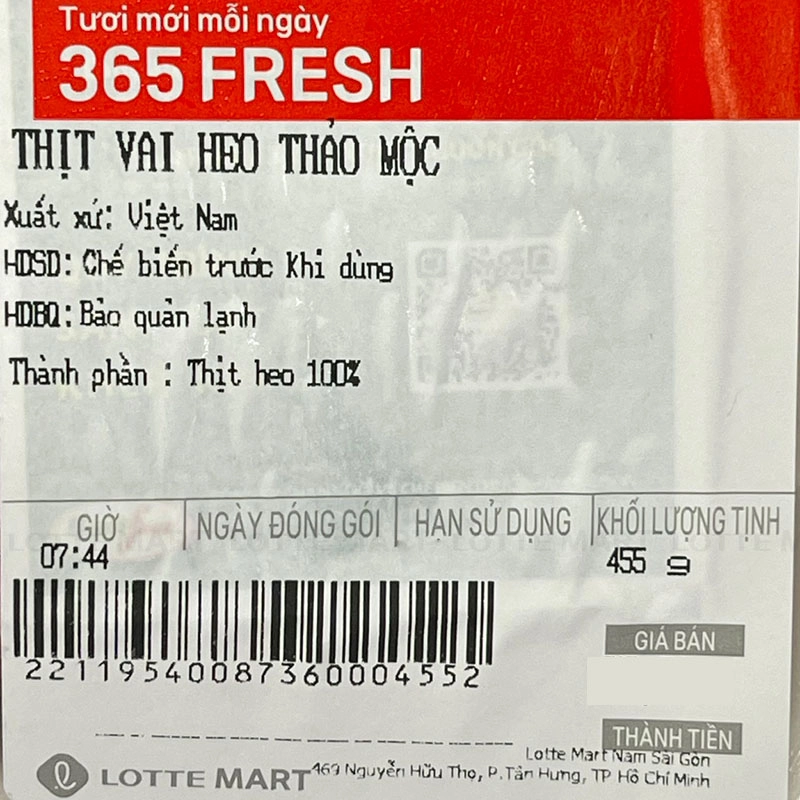 Tươi mới mỗi ngày
365 FRESH
THỊT VAI HEO THẢO MỘC
Xuất xứ: Việt Nam
HDSD: Chế biến trước Khi dùng
HDBQ: Bảo quản lạnh
Thành phần : Thịt heo 100%
GIỜ NGÀY ĐÓNG GÓI HẠN SỬ DỤNG KHỐI LƯỢNG TỊNH
07:44 455 g
22119540087360004552
GIÁ BÁN
THÀNH TIỀN
Lotte Mart Nam Sài Gòn
LOTTE MART 469 Nguyễn Hữu Thọ, P.Tân Hưng, TP Hồ Chí Minh